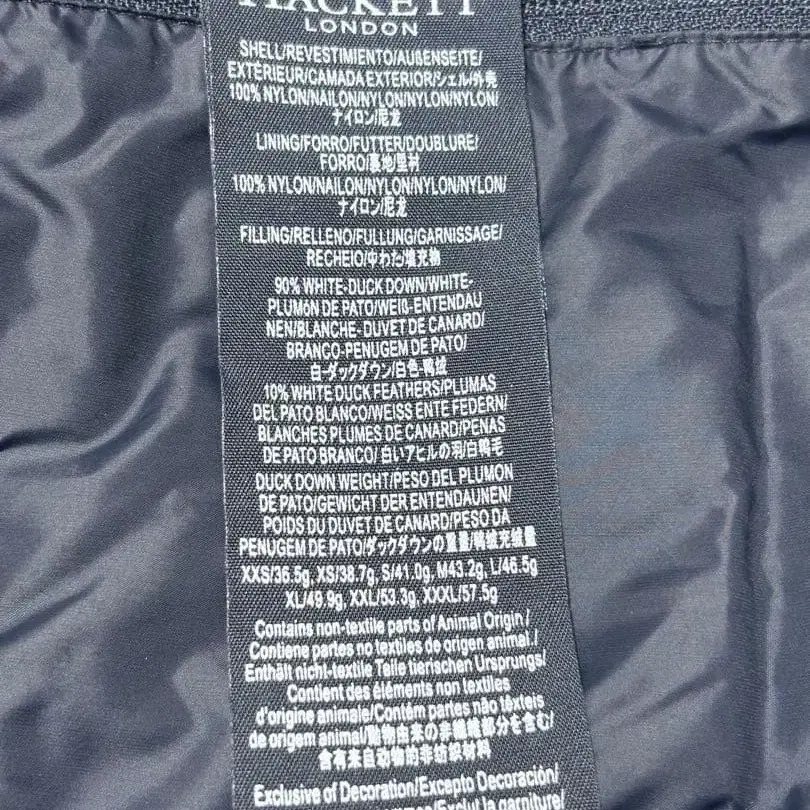 HACKETT
LONDON
SHELL/REVESTIMIENTO/AUßENSEITE/
EXTÉRIEUR/CAMADA EXTERIOR/シェル/外壳
100% NYLON/NAILON/NYLON/NYLON/NYLON/
ナイロン/尼龙
LINING/FORRO/FUTTER/DOUBLURE/
FORRO/裏地/里村
100% NYLON/NAILON/NYLON/NYLON/NYLON/
ナイロン/尼龙
FILLING/RELLENO/FULLUNG/GARNISSAGE/
RECHEIO/中わた/填充物
90% WHITE-DUCK DOWN/WHITE-
PLUMóN DE PATO/WEIß-ENTENDAU
NEN/BLANCHE-DUVET DE CANARD/
BRANCO-PENUGEM DE PATO/
白-ダックダウン/白色-鸭绒
10% WHITE DUCK FEATHERS/PLUMAS
DEL PATO BLANCO/WEISS ENTE FEDERN/
BLANCHES PLUMES DE CANARD/PENAS
DE PATO BRANCO/ 白いアヒルの羽/白鸭毛
DUCK DOWN WEIGHT/PESO DEL PLUMON
DE PATO/GEWICHT DER ENTENDAUNEN/
POIDS DU DUVET DE CANARD/PESO DA
PENUGEM DE PATO/ダックダウンの重量/鸭绒充绒量
XXS/36.5g, XS/38.7g, S/41.0g, M43.2g, L/46.5g
XL/49.9g, XXL/53.3g, XXXL/57.5g
Contains non-textile parts of Animal Origin /
Contiene partes no textiles de origen animal /
Enthält nicht-textile Teile tierischen Ursprungs/
Contient des éléments non textiles
d'origine animale/Contêm partes não têxteis
de origem animal/動物由来の非繊維部分を含む/
含有来自动物的非纺织材料
Exclusive of Decoration/Excepto Decoración/
/Exclut la garniture/